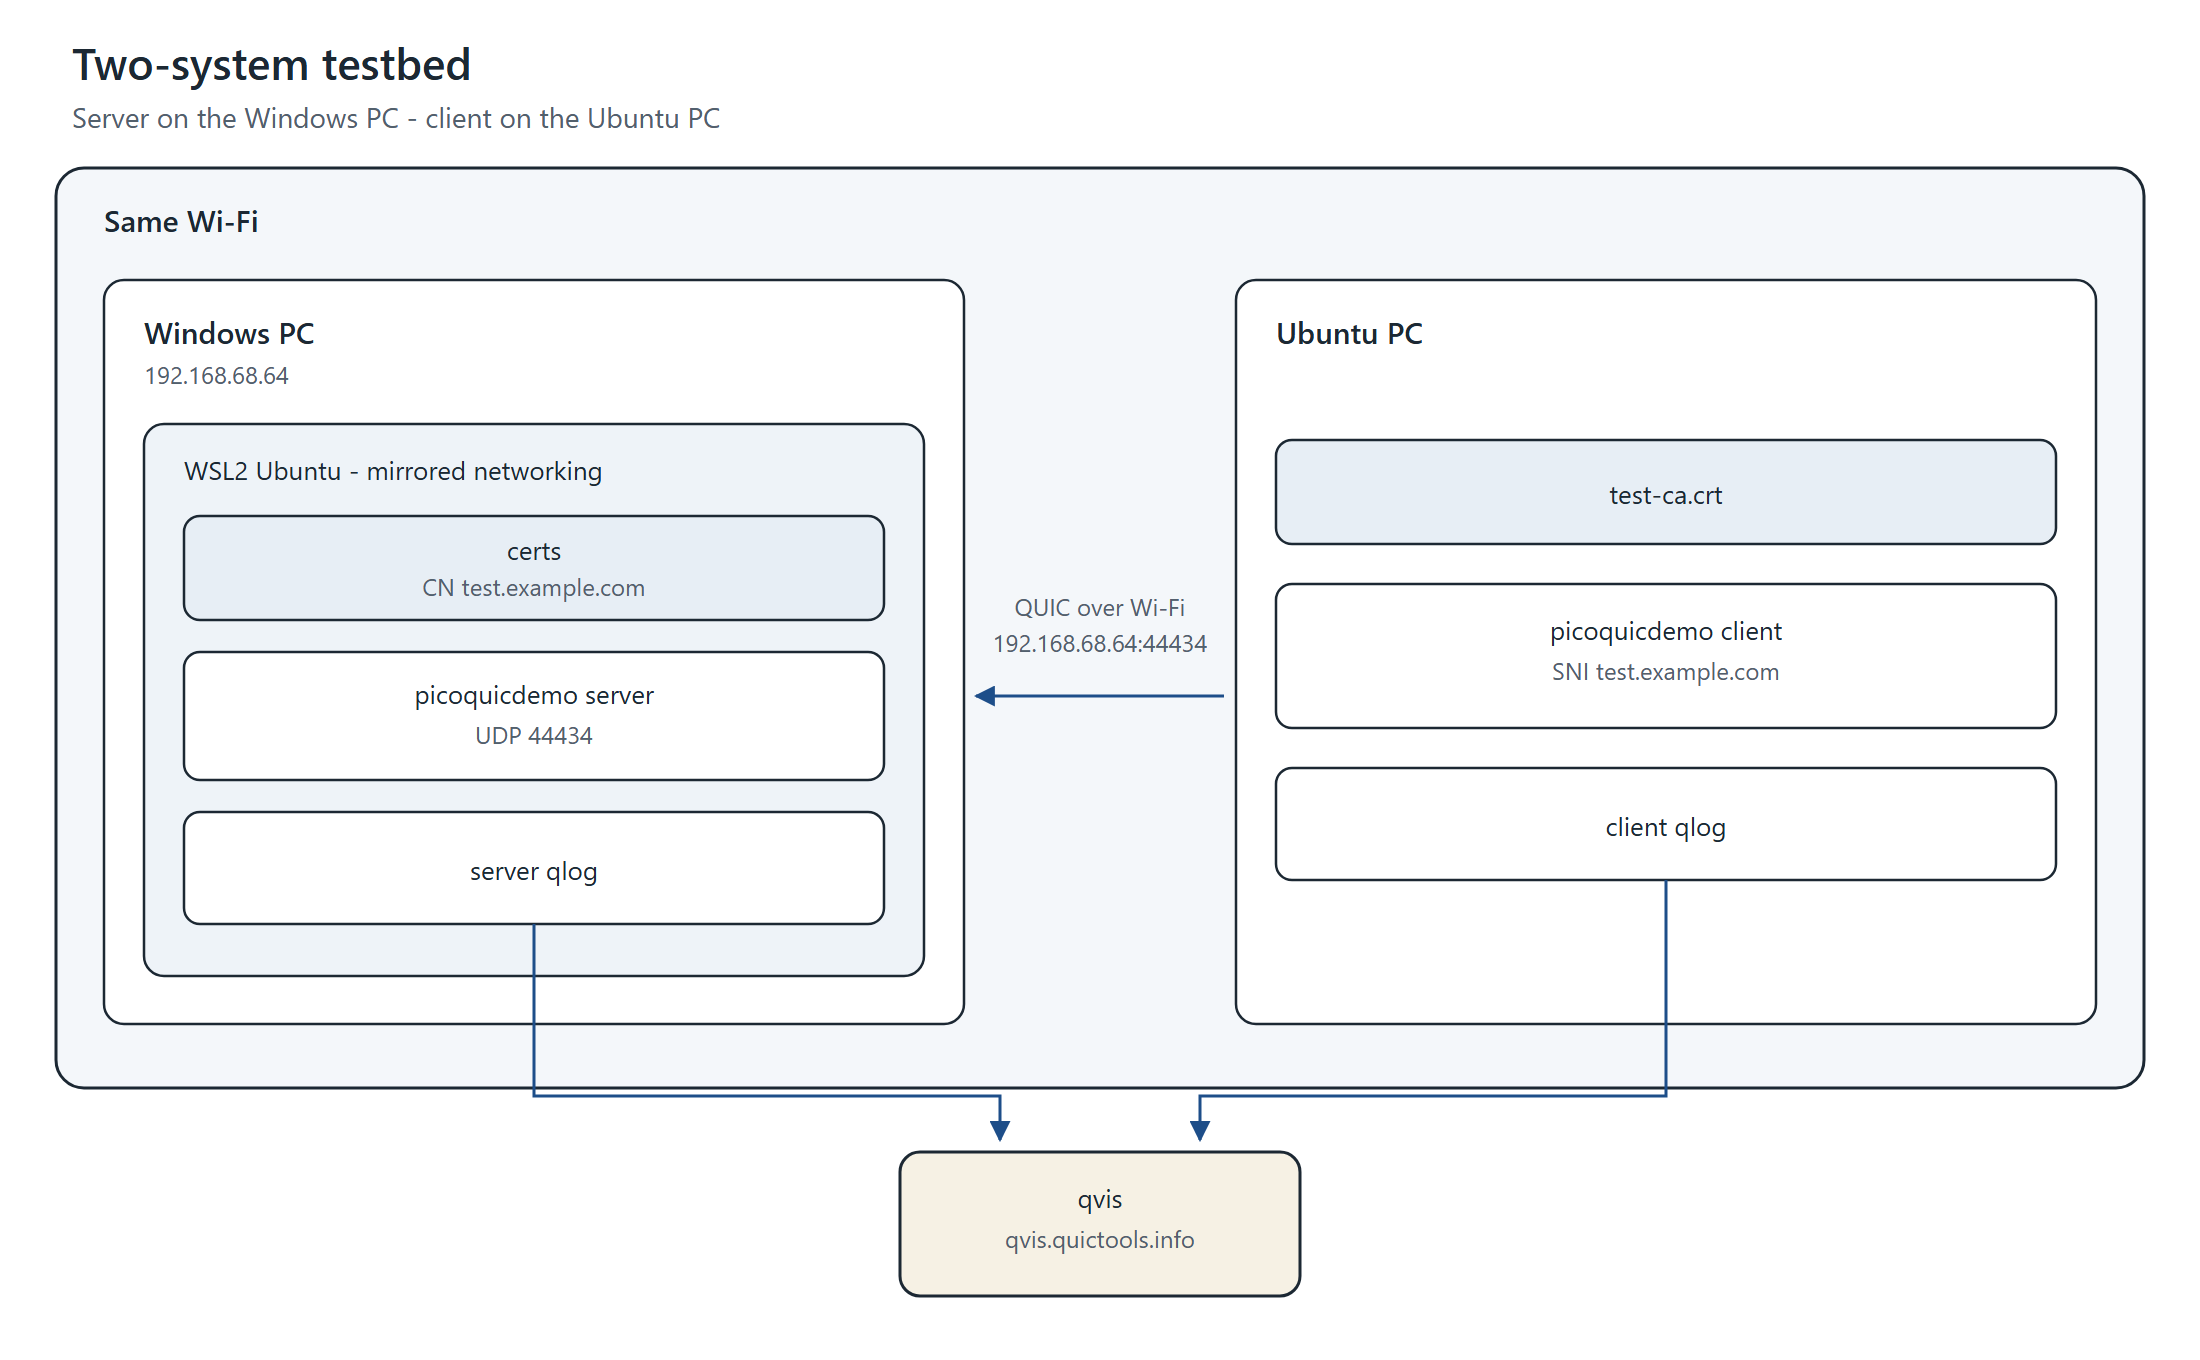 Two-system testbed
Server on the Windows PC - client on the Ubuntu PC
Same Wi-Fi
Windows PC
192.168.68.64
WSL2 Ubuntu - mirrored networking
certs
CN test.example.com
picoquicdemo server
UDP 44434
server qlog
QUIC over Wi-Fi
192.168.68.64:44434
Ubuntu PC
test-ca.crt
picoquicdemo client
SNI test.example.com
client qlog
qvis
qvis.quictools.info